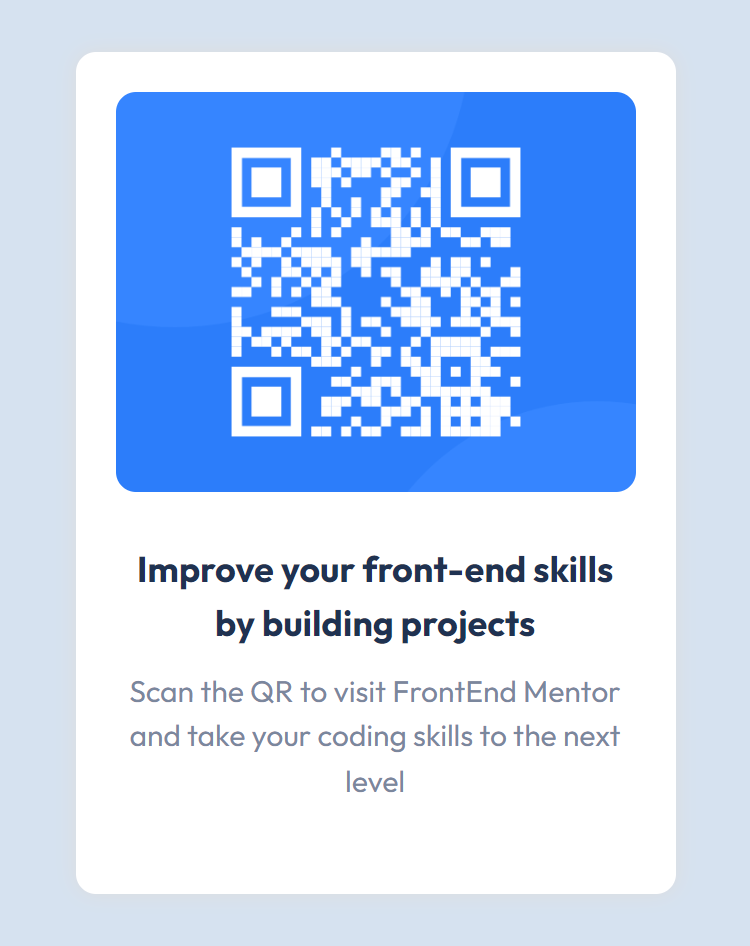 Improve your front-end skills
by building projects
Scan the QR to visit FrontEnd Mentor
and take your coding skills to the next
level